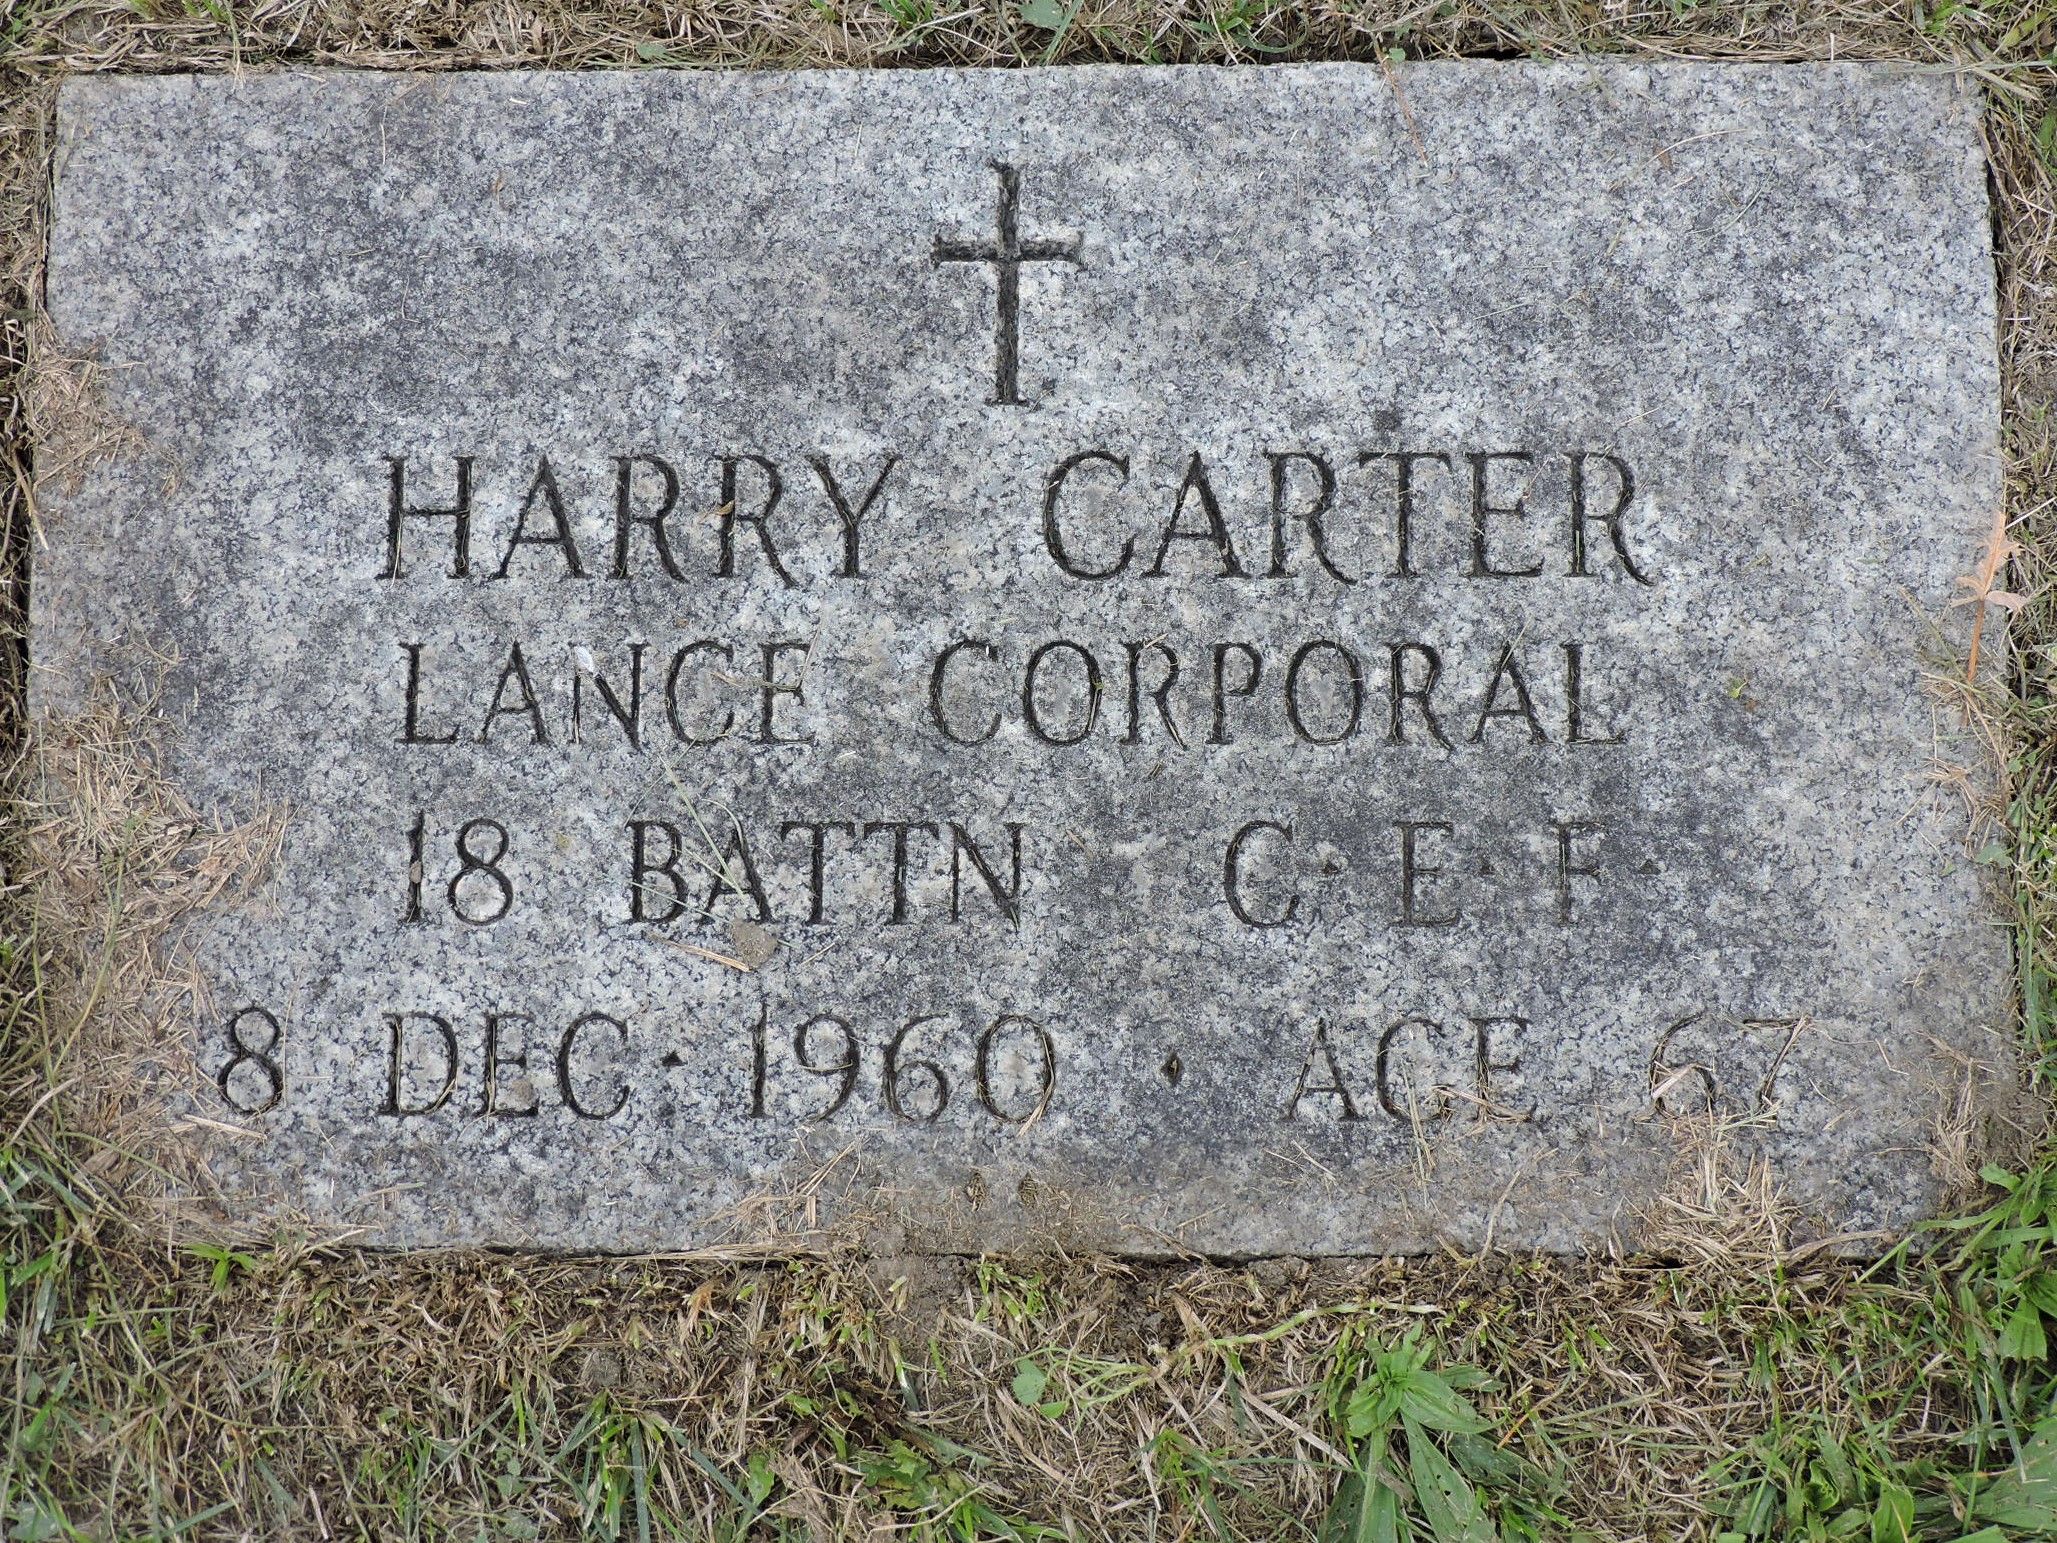 HARRY CARTER
LANCE CORPORAL
18 BATTN C·E·F·
8 DEC·1960 · AGE 67